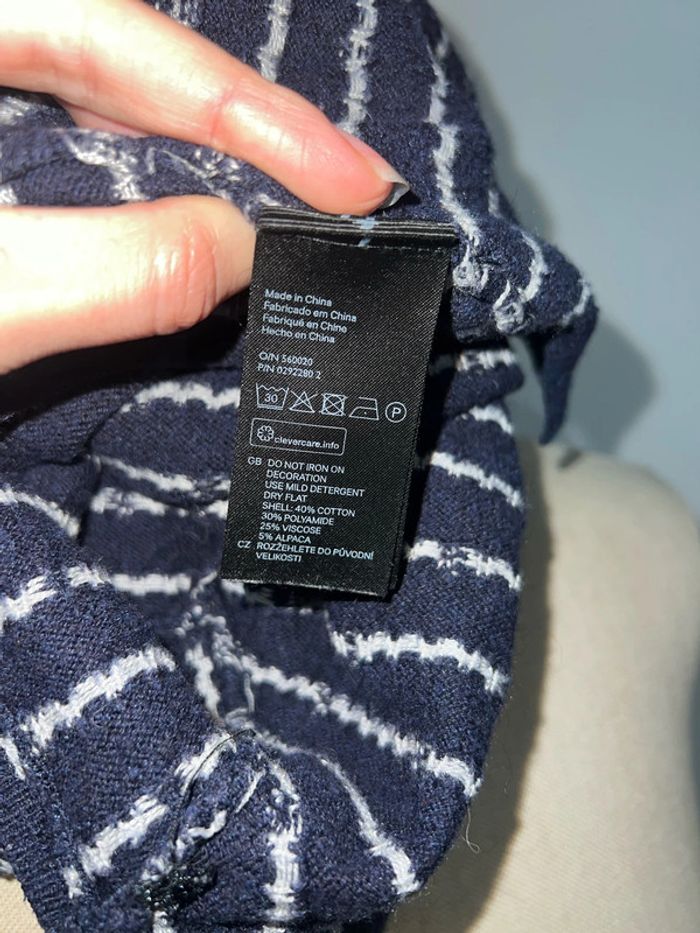 Made in China
Fabricado em China
Fabriqué en Chine
Hecho en China
O/N 560020
P/N 0292280 2
30 P
clevercare.info
GB DO NOT IRON ON
DECORATION
USE MILD DETERGENT
DRY FLAT
SHELL: 40% COTTON
30% POLYAMIDE
25% VISCOSE
5% ALPACA
CZ ROZŽEHLETE DO PŮVODNÍ
VELIKOSTI